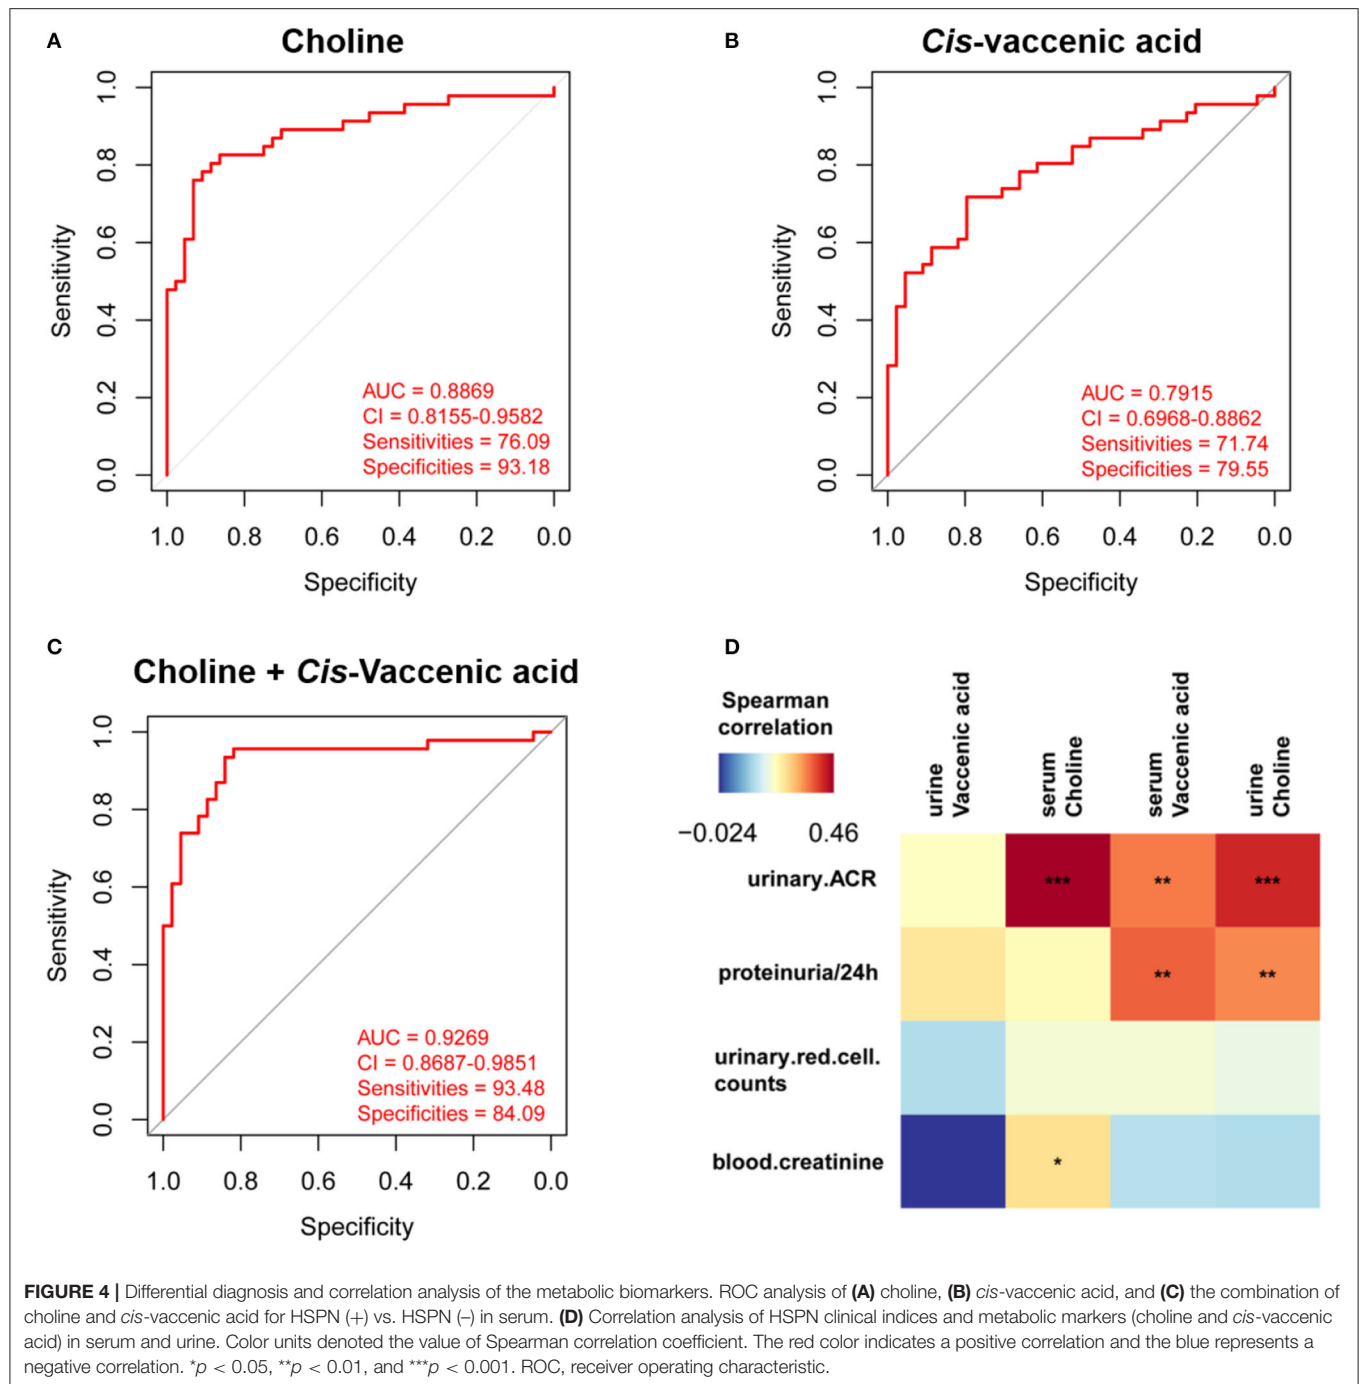 A
Choline
1.0
0.8
0.6
0.4
0.2
0.0
Sensitivity
AUC = 0.8869
CI = 0.8155-0.9582
Sensitivities = 76.09
Specificities = 93.18
1.0 0.8 0.6 0.4 0.2 0.0
Specificity
B
Cis-vaccenic acid
1.0
0.8
0.6
0.4
0.2
0.0
Sensitivity
AUC = 0.7915
CI = 0.6968-0.8862
Sensitivities = 71.74
Specificities = 79.55
1.0 0.8 0.6 0.4 0.2 0.0
Specificity
C
Choline + Cis-Vaccenic acid
1.0
0.8
0.6
0.4
0.2
0.0
Sensitivity
AUC = 0.9269
CI = 0.8687-0.9851
Sensitivities = 93.48
Specificities = 84.09
1.0 0.8 0.6 0.4 0.2 0.0
Specificity
D
Spearman
correlation
−0.024 0.46
urine
Vaccenic acid
serum
Choline
serum
Vaccenic acid
urine
Choline
urinary.ACR
*** ** ***
proteinuria/24h
** **
urinary.red.cell.
counts
blood.creatinine
*
FIGURE 4 | Differential diagnosis and correlation analysis of the metabolic biomarkers. ROC analysis of (A) choline, (B) cis-vaccenic acid, and (C) the combination of
choline and cis-vaccenic acid for HSPN (+) vs. HSPN (–) in serum. (D) Correlation analysis of HSPN clinical indices and metabolic markers (choline and cis-vaccenic
acid) in serum and urine. Color units denoted the value of Spearman correlation coefficient. The red color indicates a positive correlation and the blue represents a
negative correlation. *p < 0.05, **p < 0.01, and ***p < 0.001. ROC, receiver operating characteristic.